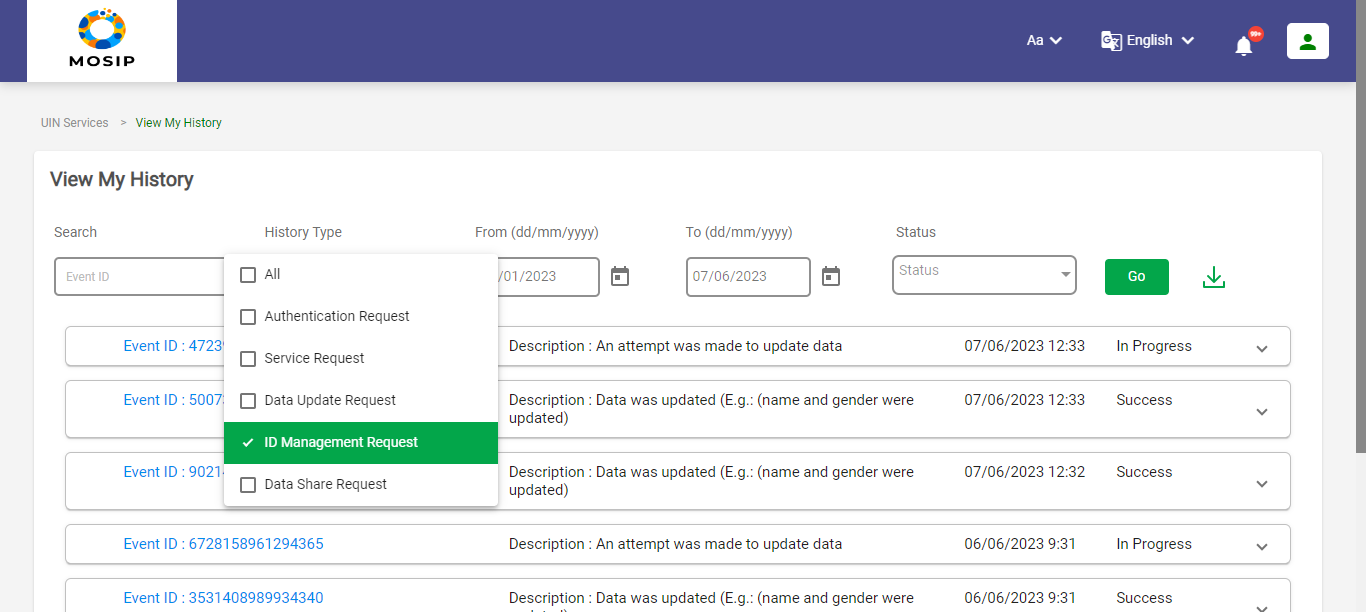 MOSIP
Aa
English
99+
UIN Services > View My History
View My History
Search
History Type
From (dd/mm/yyyy)
To (dd/mm/yyyy)
Status
Event ID
/01/2023
07/06/2023
Status
Go
All
Authentication Request
Service Request
Data Update Request
ID Management Request
Data Share Request
Event ID : 4723
Description : An attempt was made to update data
07/06/2023 12:33
In Progress
Event ID : 5007
Description : Data was updated (E.g.: (name and gender were
updated)
07/06/2023 12:33
Success
Event ID : 9021
Description : Data was updated (E.g.: (name and gender were
updated)
07/06/2023 12:32
Success
Event ID : 6728158961294365
Description : An attempt was made to update data
06/06/2023 9:31
In Progress
Event ID : 3531408989934340
Description : Data was updated (E.g.: (name and gender were
06/06/2023 9:31
Success